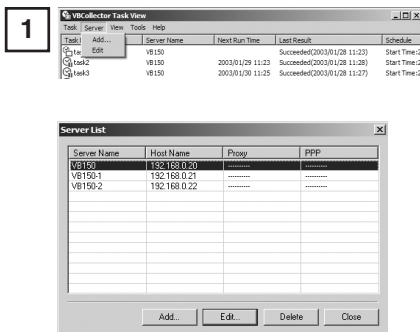 1
VBCollector Task View
Task Server View Tools Help
Server Name Next Run Time Last Result Schedule
Add...
Edit
VB150 Succeeded(2003/01/28 11:23) Start Time:2
task2 VB150 2003/01/29 11:23 Succeeded(2003/01/28 11:28) Start Time:2
task3 VB150 2003/01/30 11:25 Succeeded(2003/01/28 11:27) Start Time:2
Server List
Server Name Host Name Proxy PPP
VB150 192.168.0.20 ---------- ----------
VB150-1 192.168.0.21 ---------- ----------
VB150-2 192.168.0.22 ---------- ----------
Add... Edit... Delete Close